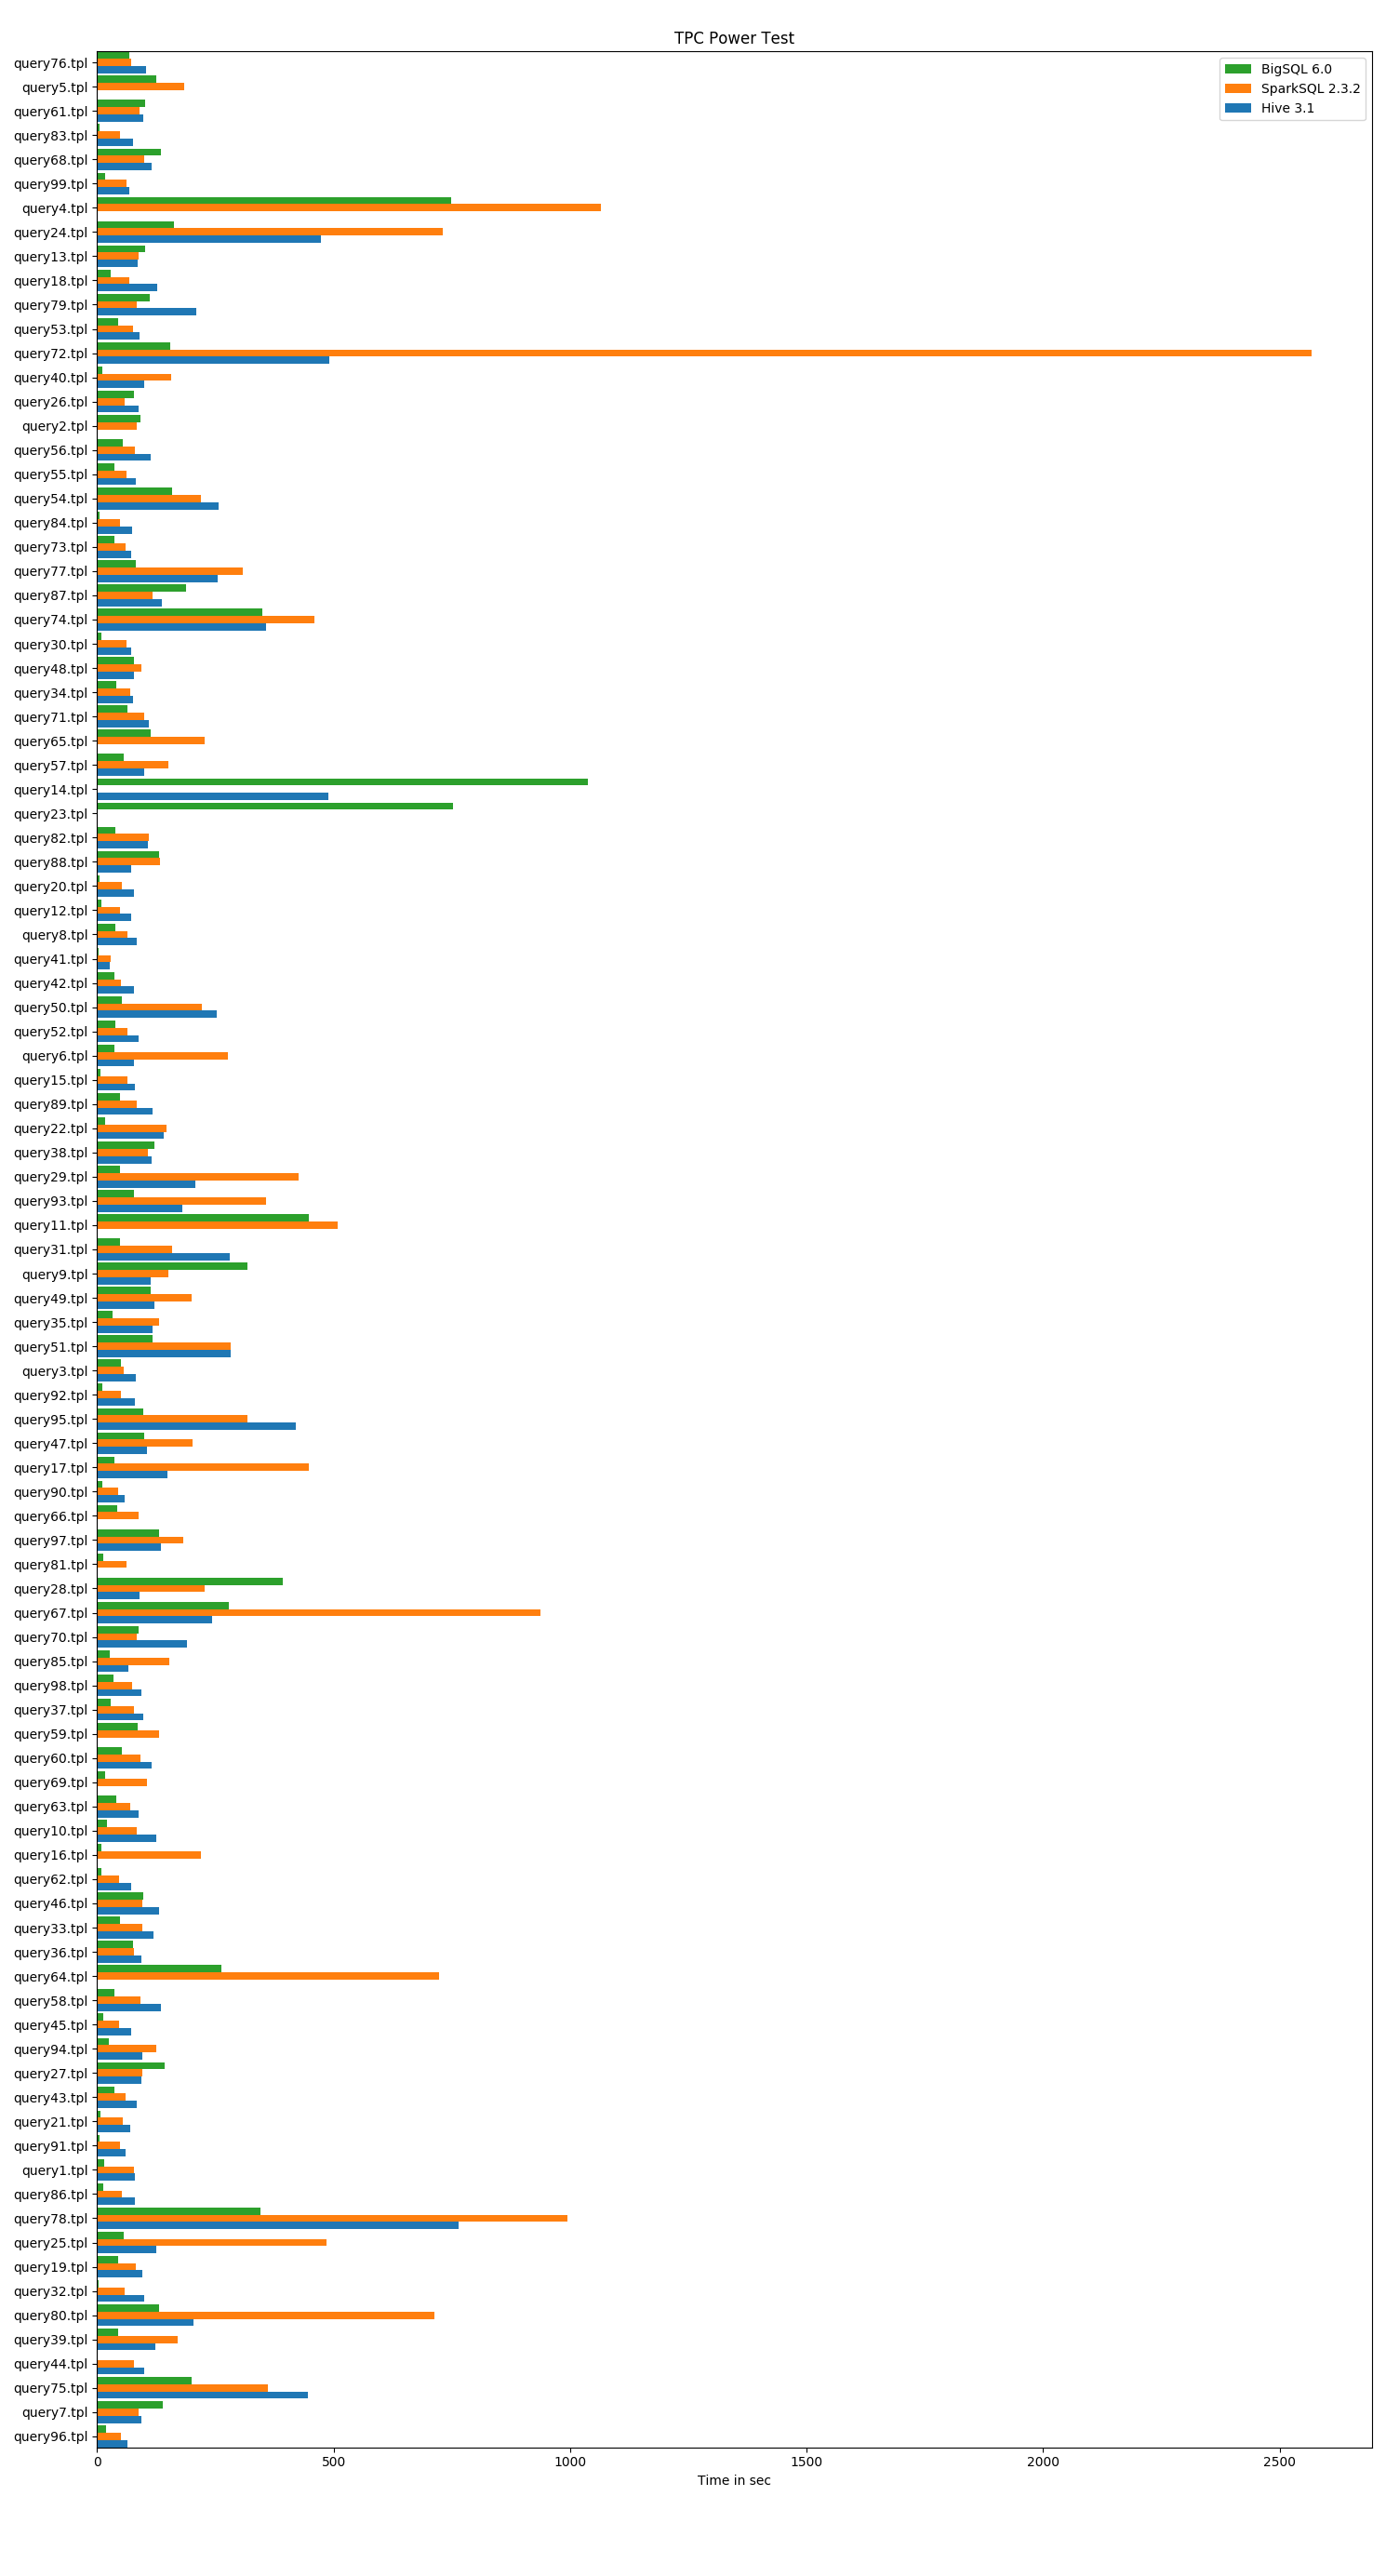 TPC Power Test
BigSQL 6.0
SparkSQL 2.3.2
Hive 3.1
query76.tpl
query5.tpl
query61.tpl
query83.tpl
query68.tpl
query99.tpl
query4.tpl
query24.tpl
query13.tpl
query18.tpl
query79.tpl
query53.tpl
query72.tpl
query40.tpl
query26.tpl
query2.tpl
query56.tpl
query55.tpl
query54.tpl
query84.tpl
query73.tpl
query77.tpl
query87.tpl
query74.tpl
query30.tpl
query48.tpl
query34.tpl
query71.tpl
query65.tpl
query57.tpl
query14.tpl
query23.tpl
query82.tpl
query88.tpl
query20.tpl
query12.tpl
query8.tpl
query41.tpl
query42.tpl
query50.tpl
query52.tpl
query6.tpl
query15.tpl
query89.tpl
query22.tpl
query38.tpl
query29.tpl
query93.tpl
query11.tpl
query31.tpl
query9.tpl
query49.tpl
query35.tpl
query51.tpl
query3.tpl
query92.tpl
query95.tpl
query47.tpl
query17.tpl
query90.tpl
query66.tpl
query97.tpl
query81.tpl
query28.tpl
query67.tpl
query70.tpl
query85.tpl
query98.tpl
query37.tpl
query59.tpl
query60.tpl
query69.tpl
query63.tpl
query10.tpl
query16.tpl
query62.tpl
query46.tpl
query33.tpl
query36.tpl
query64.tpl
query58.tpl
query45.tpl
query94.tpl
query27.tpl
query43.tpl
query21.tpl
query91.tpl
query1.tpl
query86.tpl
query78.tpl
query25.tpl
query19.tpl
query32.tpl
query80.tpl
query39.tpl
query44.tpl
query75.tpl
query7.tpl
query96.tpl
0 500 1000 1500 2000 2500
Time in sec